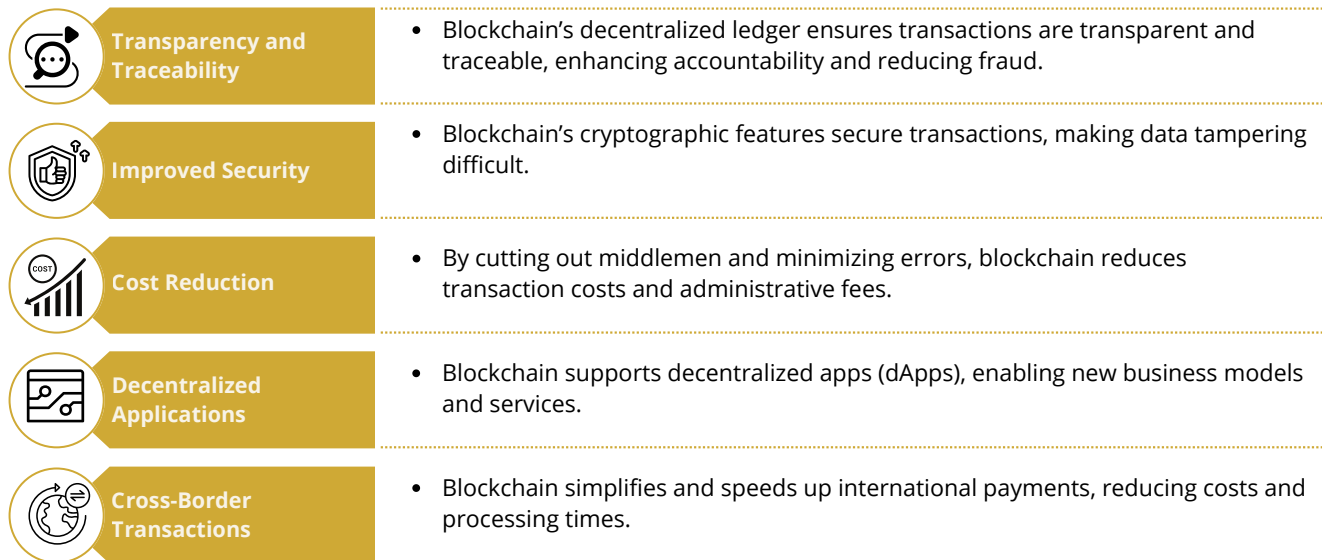 Transparency and
Traceability
• Blockchain’s decentralized ledger ensures transactions are transparent and
traceable, enhancing accountability and reducing fraud.
Improved Security
• Blockchain’s cryptographic features secure transactions, making data tampering
difficult.
COST
Cost Reduction
• By cutting out middlemen and minimizing errors, blockchain reduces
transaction costs and administrative fees.
Decentralized
Applications
• Blockchain supports decentralized apps (dApps), enabling new business models
and services.
Cross-Border
Transactions
• Blockchain simplifies and speeds up international payments, reducing costs and
processing times.